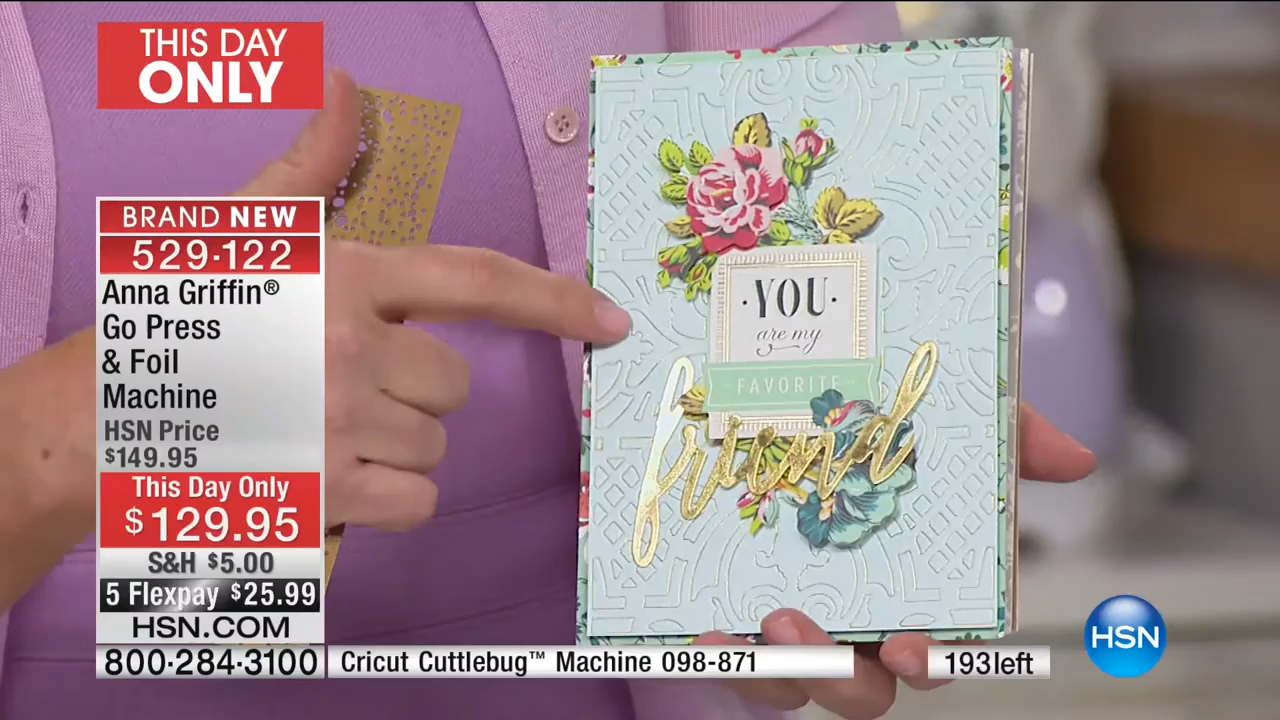 THIS DAY
ONLY
BRAND NEW
529·122
Anna Griffin®
Go Press
& Foil
Machine
HSN Price
$149.95
This Day Only
$129.95
S&H $5.00
5 Flexpay $25.99
HSN.COM
800·284·3100
Cricut Cuttlebug™ Machine 098-871
193 left
HSN
·YOU·
are my
FAVORITE
friend